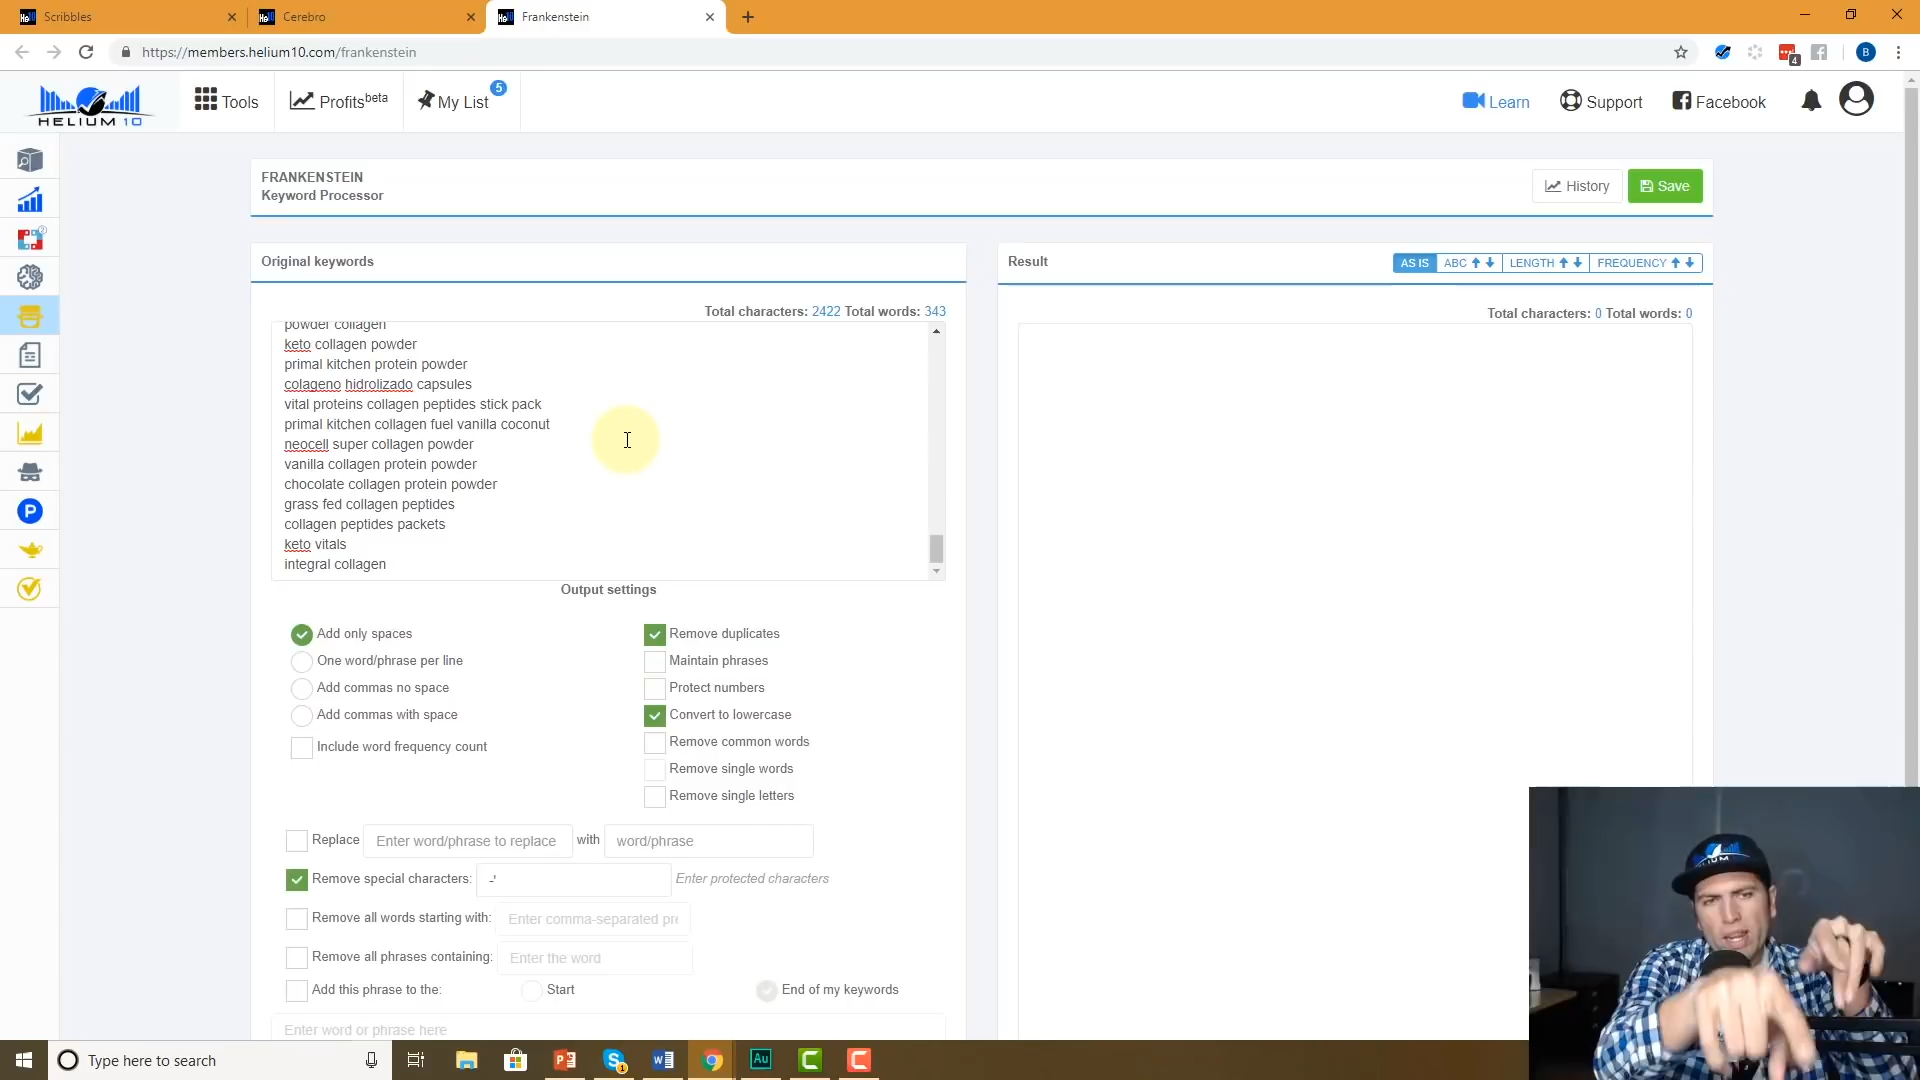 Scribbles
Cerebro
Frankenstein
https://members.helium10.com/frankenstein
4
B
HELIUM 10
Tools
Profits beta
My List
5
Learn
Support
Facebook
FRANKENSTEIN
Keyword Processor
History
Save
Original keywords
Total characters: 2422 Total words: 343
powder collagen
keto collagen powder
primal kitchen protein powder
colageno hidrolizado capsules
vital proteins collagen peptides stick pack
primal kitchen collagen fuel vanilla coconut
neocell super collagen powder
vanilla collagen protein powder
chocolate collagen protein powder
grass fed collagen peptides
collagen peptides packets
keto vitals
integral collagen
Result
AS IS
ABC
LENGTH
FREQUENCY
Total characters: 0 Total words: 0
Output settings
Add only spaces
One word/phrase per line
Add commas no space
Add commas with space
Include word frequency count
Remove duplicates
Maintain phrases
Protect numbers
Convert to lowercase
Remove common words
Remove single words
Remove single letters
Replace Enter word/phrase to replace with word/phrase
Remove special characters: -' Enter protected characters
Remove all words starting with: Enter comma-separated pre
Remove all phrases containing: Enter the word
Add this phrase to the: Start End of my keywords
Enter word or phrase here
P
Type here to search
1
Au